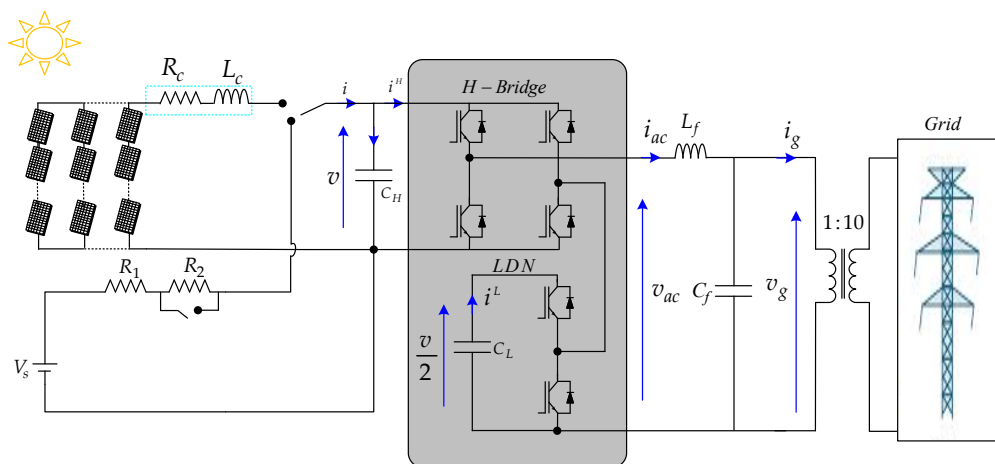 R_c
L_c
i
i^H
H – Bridge
i_ac
L_f
i_g
Grid
v
C_H
1:10
R_1
R_2
LDN
i^L
v_ac
C_f
v_g
v/2
C_L
V_s